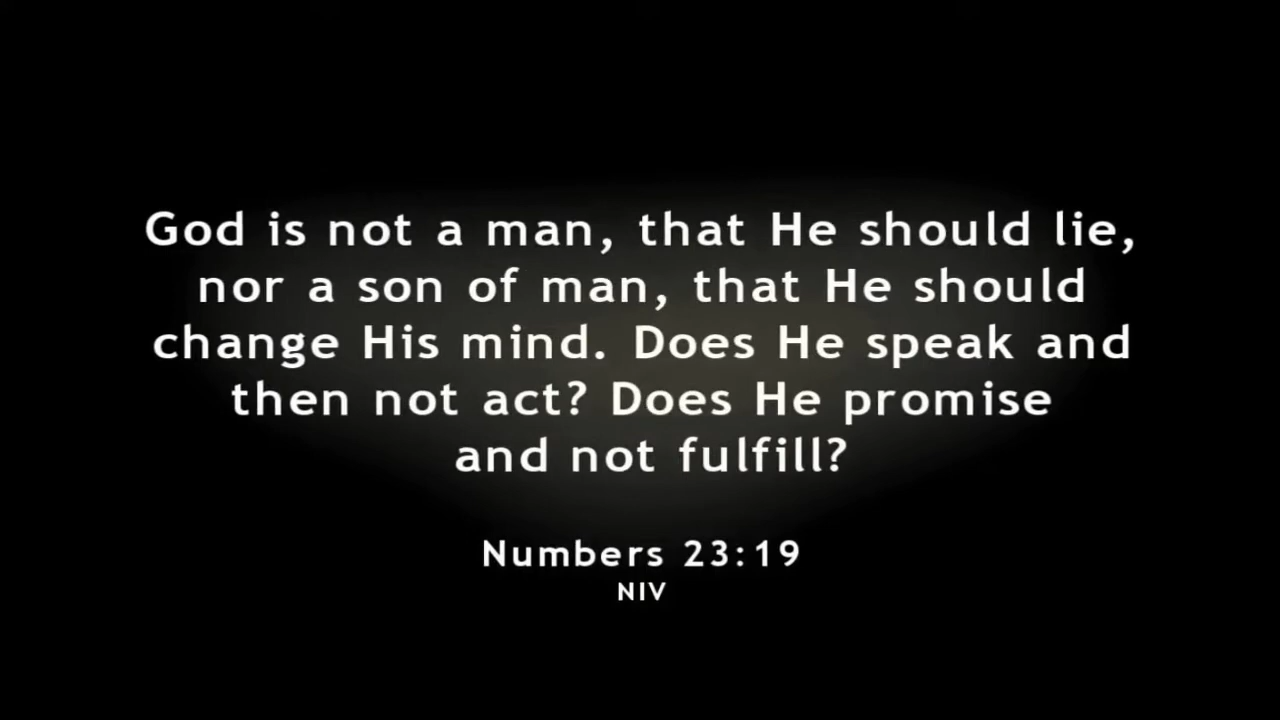 God is not a man, that He should lie,
nor a son of man, that He should
change His mind. Does He speak and
then not act? Does He promise
and not fulfill?
Numbers 23:19
NIV